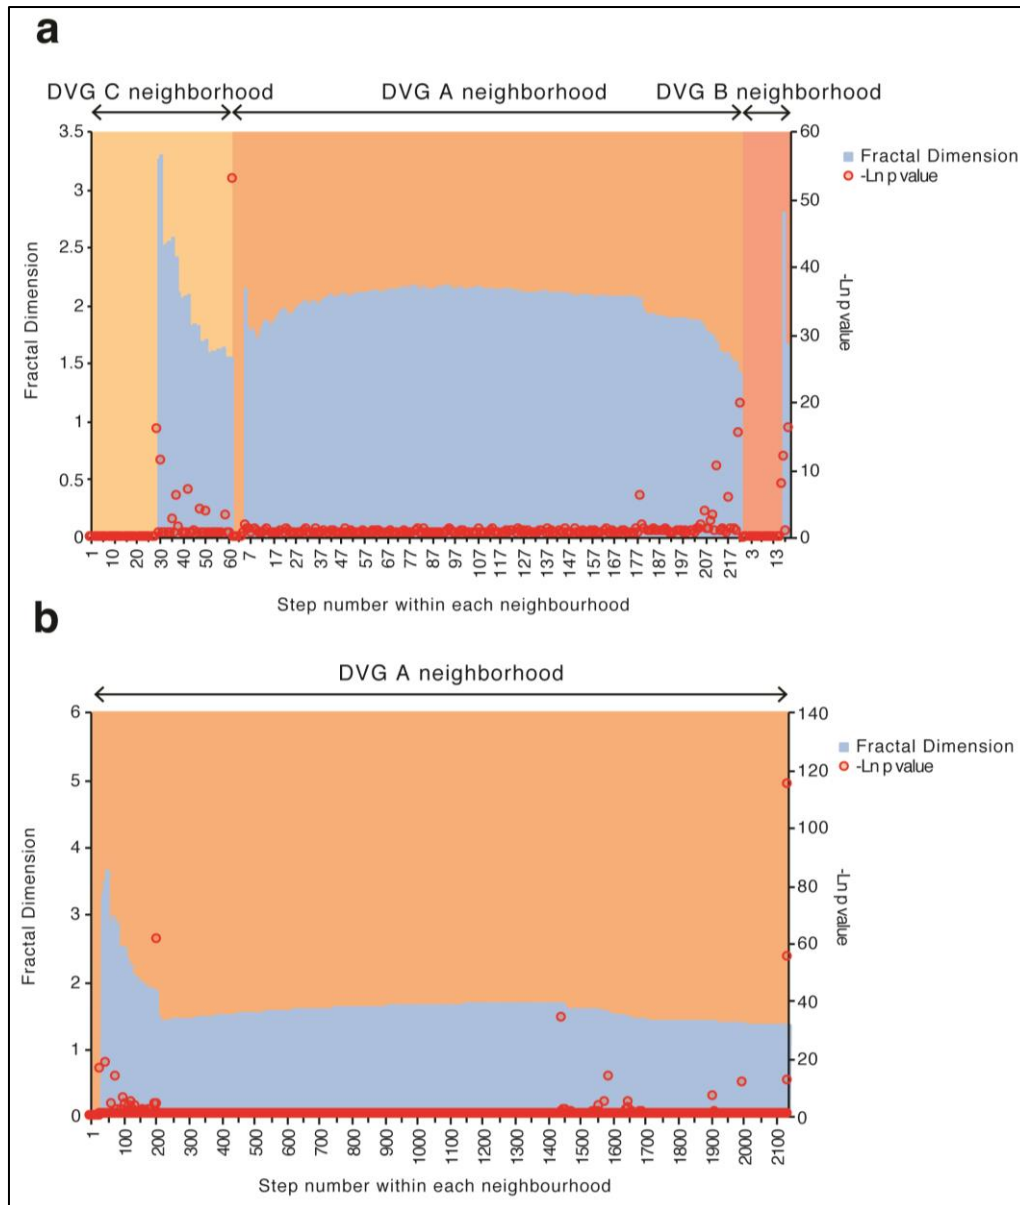 a
DVG C neighborhood
DVG A neighborhood
DVG B neighborhood
3.5
3
2.5
2
1.5
1
0.5
0
Fractal Dimension
60
50
40
30
20
10
0
-Ln p value
Fractal Dimension
-Ln p value
1 10 20 30 40 50 60 7 17 27 37 47 57 67 77 87 97 107 117 127 137 147 157 167 177 187 197 207 217 3 13
Step number within each neighbourhood
b
DVG A neighborhood
6
5
4
3
2
1
0
Fractal Dimension
140
120
100
80
60
40
20
0
-Ln p value
Fractal Dimension
-Ln p value
1 100 200 300 400 500 600 700 800 900 1000 1100 1200 1300 1400 1500 1600 1700 1800 1900 2000 2100
Step number within each neighbourhood